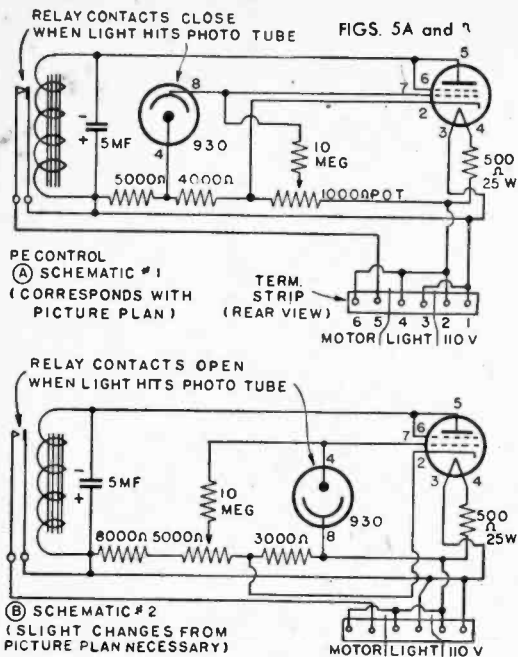 RELAY CONTACTS CLOSE
WHEN LIGHT HITS PHOTO TUBE
FIGS. 5A and
5
8
6
7
2
3
4
-
+
5MF
4
930
10
MEG
500
Ω
25 W
5000Ω
4000Ω
1000Ω POT
PE CONTROL
Ⓐ SCHEMATIC #1
(CORRESPONDS WITH
PICTURE PLAN)
TERM.
STRIP
(REAR VIEW)
6 5 4 3 2 1
MOTOR LIGHT 110 V
RELAY CONTACTS OPEN
WHEN LIGHT HITS PHOTO TUBE
5
6
7
4
2
3
4
-
+
5MF
10
MEG
930
8
500
Ω
25 W
8000Ω
5000Ω
3000Ω
Ⓑ SCHEMATIC #2
(SLIGHT CHANGES FROM
PICTURE PLAN NECESSARY)
MOTOR LIGHT 110 V